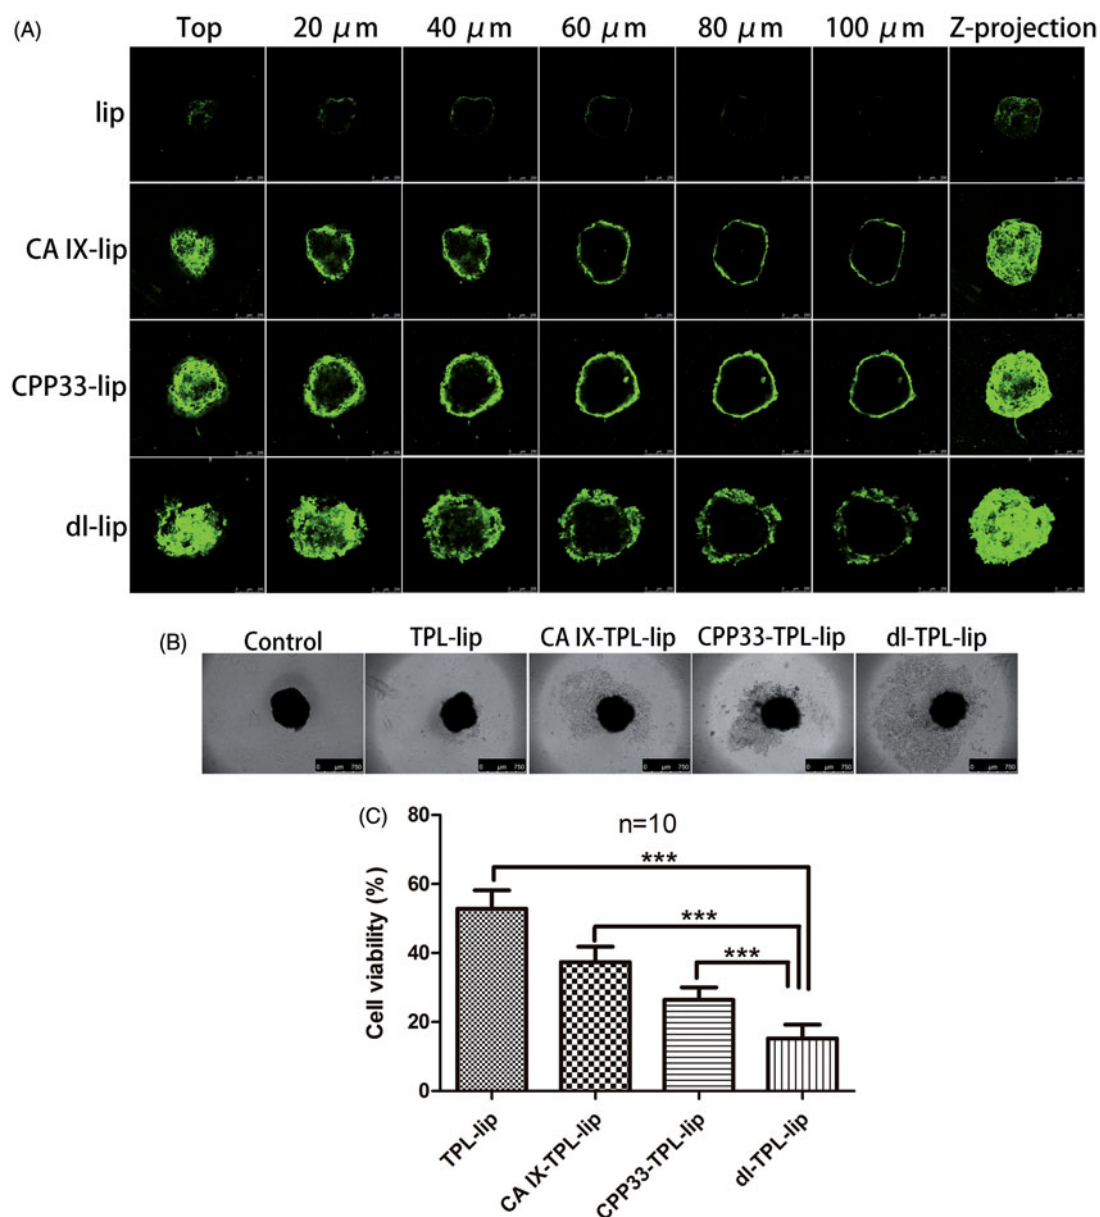 (A)
Top 20 μm 40 μm 60 μm 80 μm 100 μm Z-projection
lip
CA IX-lip
CPP33-lip
dl-lip
(B)
Control TPL-lip CA IX-TPL-lip CPP33-TPL-lip dl-TPL-lip
0 μm 750 0 μm 750 0 μm 750 0 μm 750 0 μm 750
(C)
n=10
80
60
40
20
0
Cell viability (%)
***
***
***
TPL-lip
CA IX-TPL-lip
CPP33-TPL-lip
dl-TPL-lip